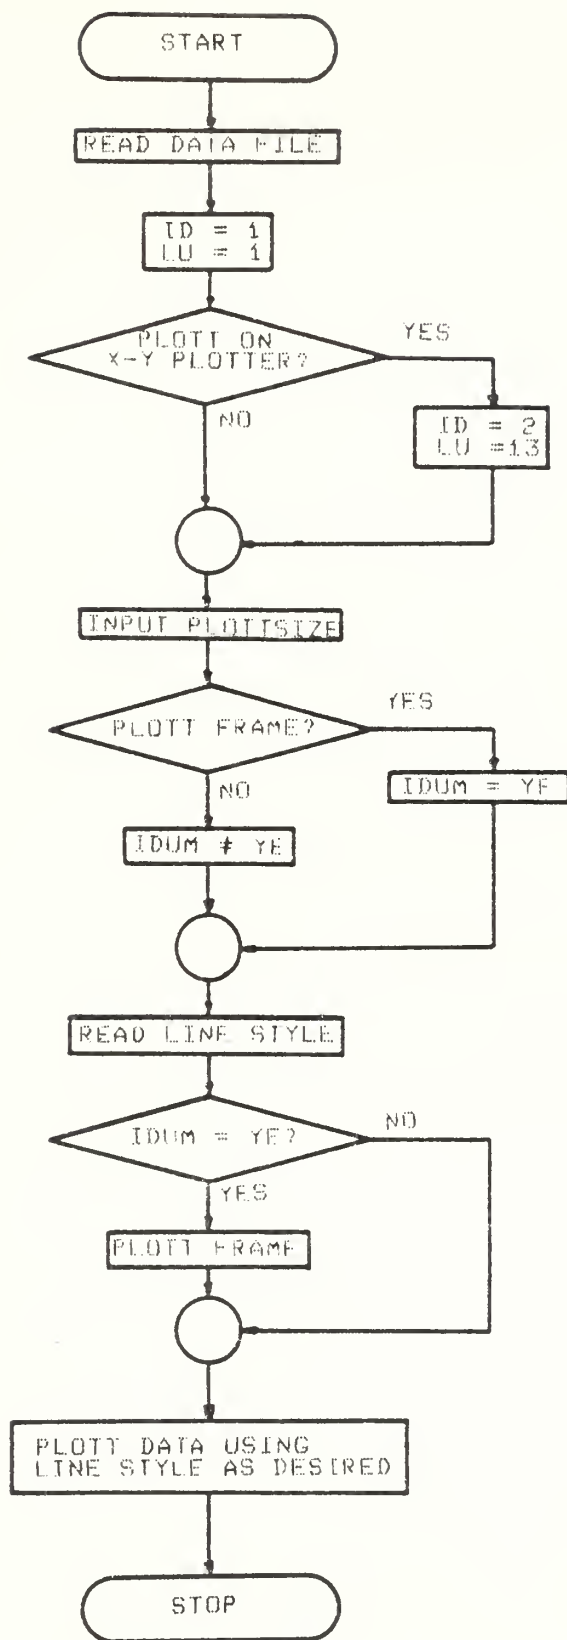 START
READ DATA FILE
ID = 1
LU = 1
PLOTT ON
X-Y PLOTTER?
YES
NO
ID = 2
LU =13
INPUT PLOTTSIZE
PLOTT FRAME?
YES
NO
IDUM = YE
IDUM # YE
READ LINE STYLE
IDUM = YE?
NO
YES
PLOTT FRAME
PLOTT DATA USING
LINE STYLE AS DESIRED
STOP